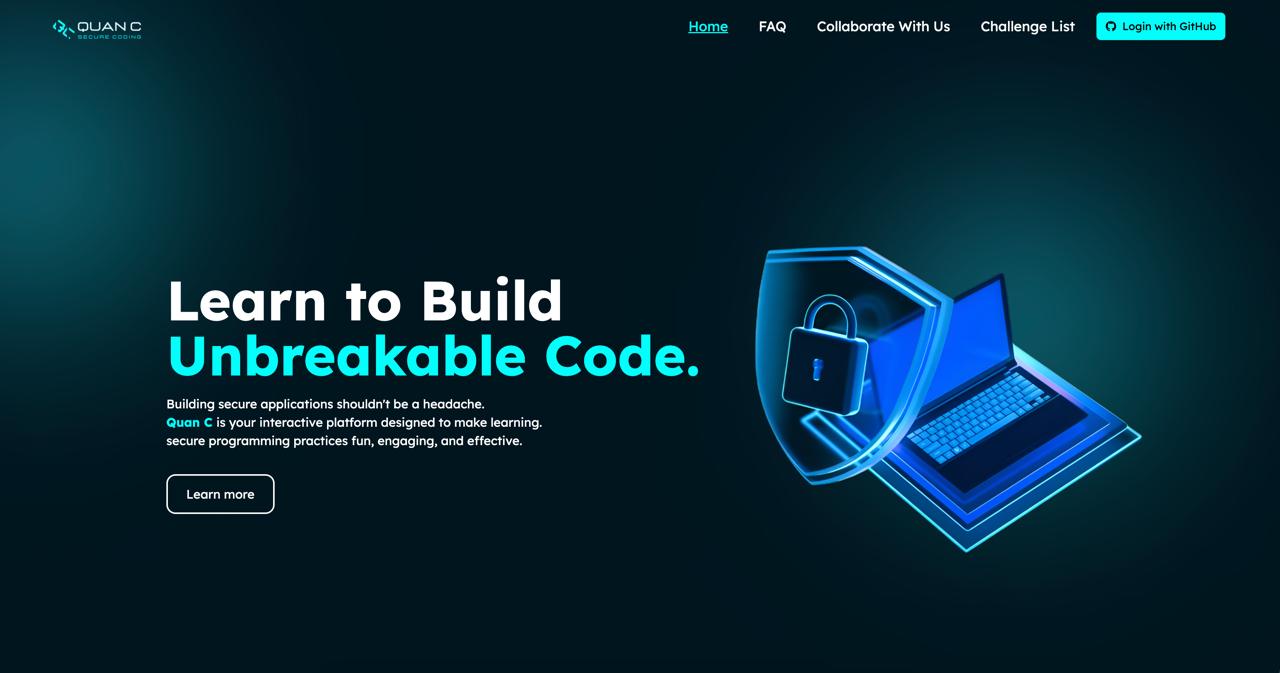 QUAN C
SECURE CODING
Home
FAQ
Collaborate With Us
Challenge List
Login with GitHub
Learn to Build
Unbreakable Code.
Building secure applications shouldn't be a headache.
Quan C is your interactive platform designed to make learning.
secure programming practices fun, engaging, and effective.
Learn more